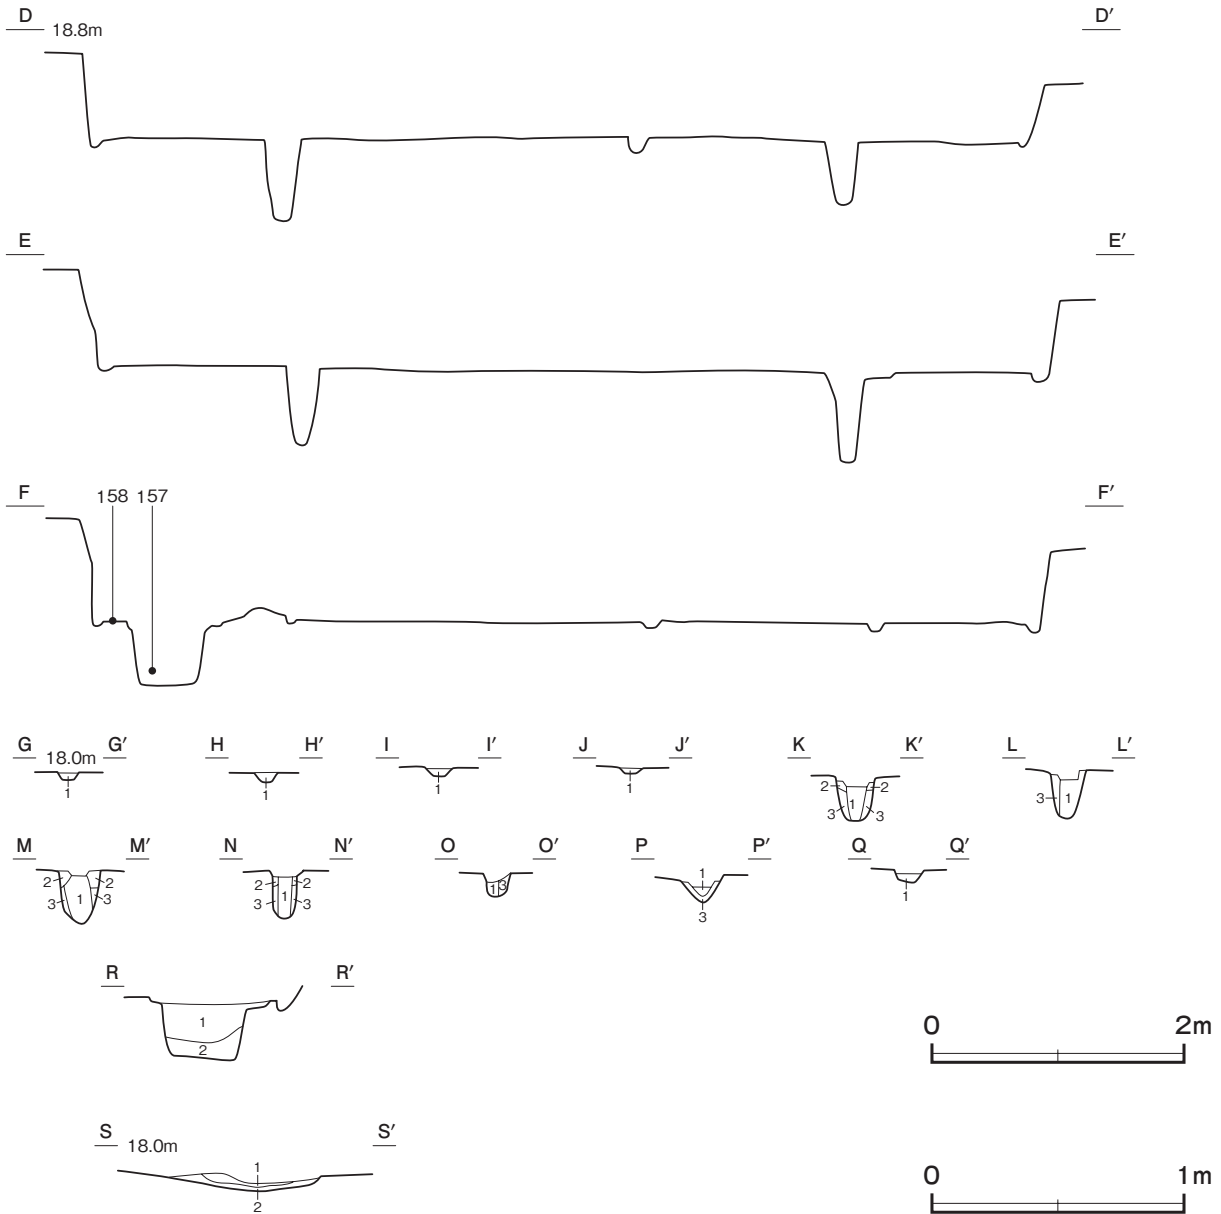 D D′
18.8m
E E′
F 158 157 F′
G 18.0m G′ H H′ I I′ J J′ K K′ L L′
1 1 1 1 2 1 2 3 3 3 1
M M′ N N′ O O′ P P′ Q Q′
2 2 3 1 3 2 2 3 1 3 1 3 1 3 1
R R′
1
2
0 2m
S 18.0m S′
1
2
0 1m